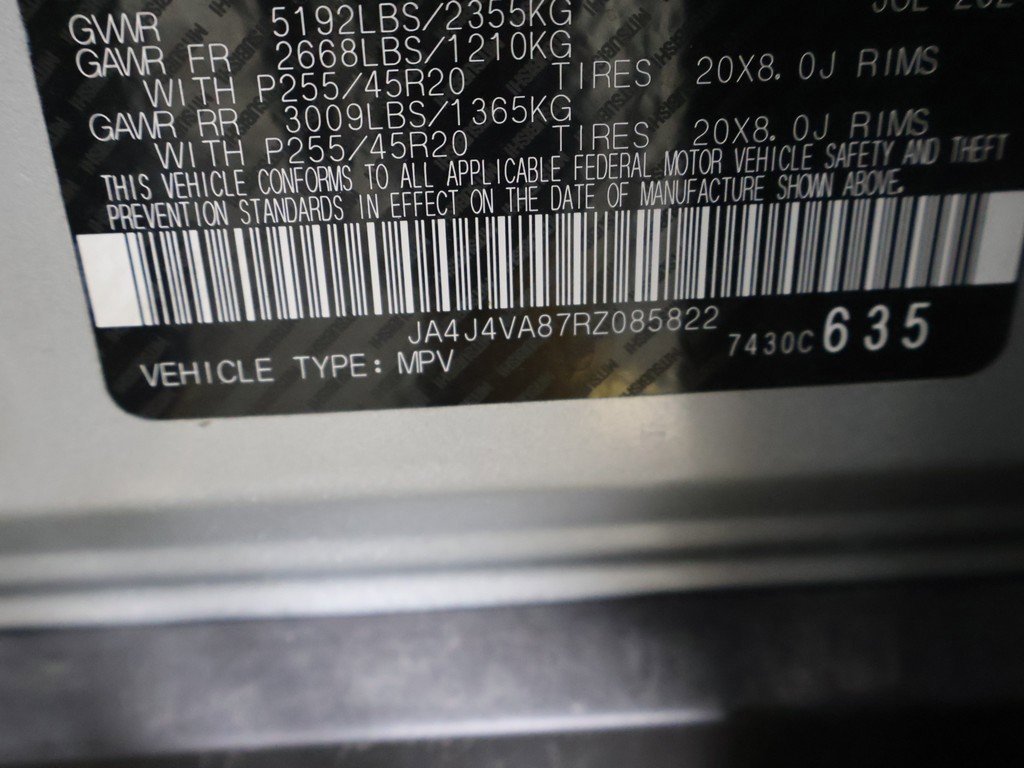 GVWR 5192LBS/2355KG
GAWR FR 2668LBS/1210KG
WITH P255/45R20 TIRES 20X8.0J RIMS
GAWR RR 3009LBS/1365KG
WITH P255/45R20 TIRES 20X8.0J RIMS
THIS VEHICLE CONFORMS TO ALL APPLICABLE FEDERAL MOTOR VEHICLE SAFETY AND THEFT
PREVENTION STANDARDS IN EFFECT ON THE DATE OF MANUFACTURE SHOWN ABOVE.
JA4J4VA87RZ085822 7430C 635
VEHICLE TYPE: MPV